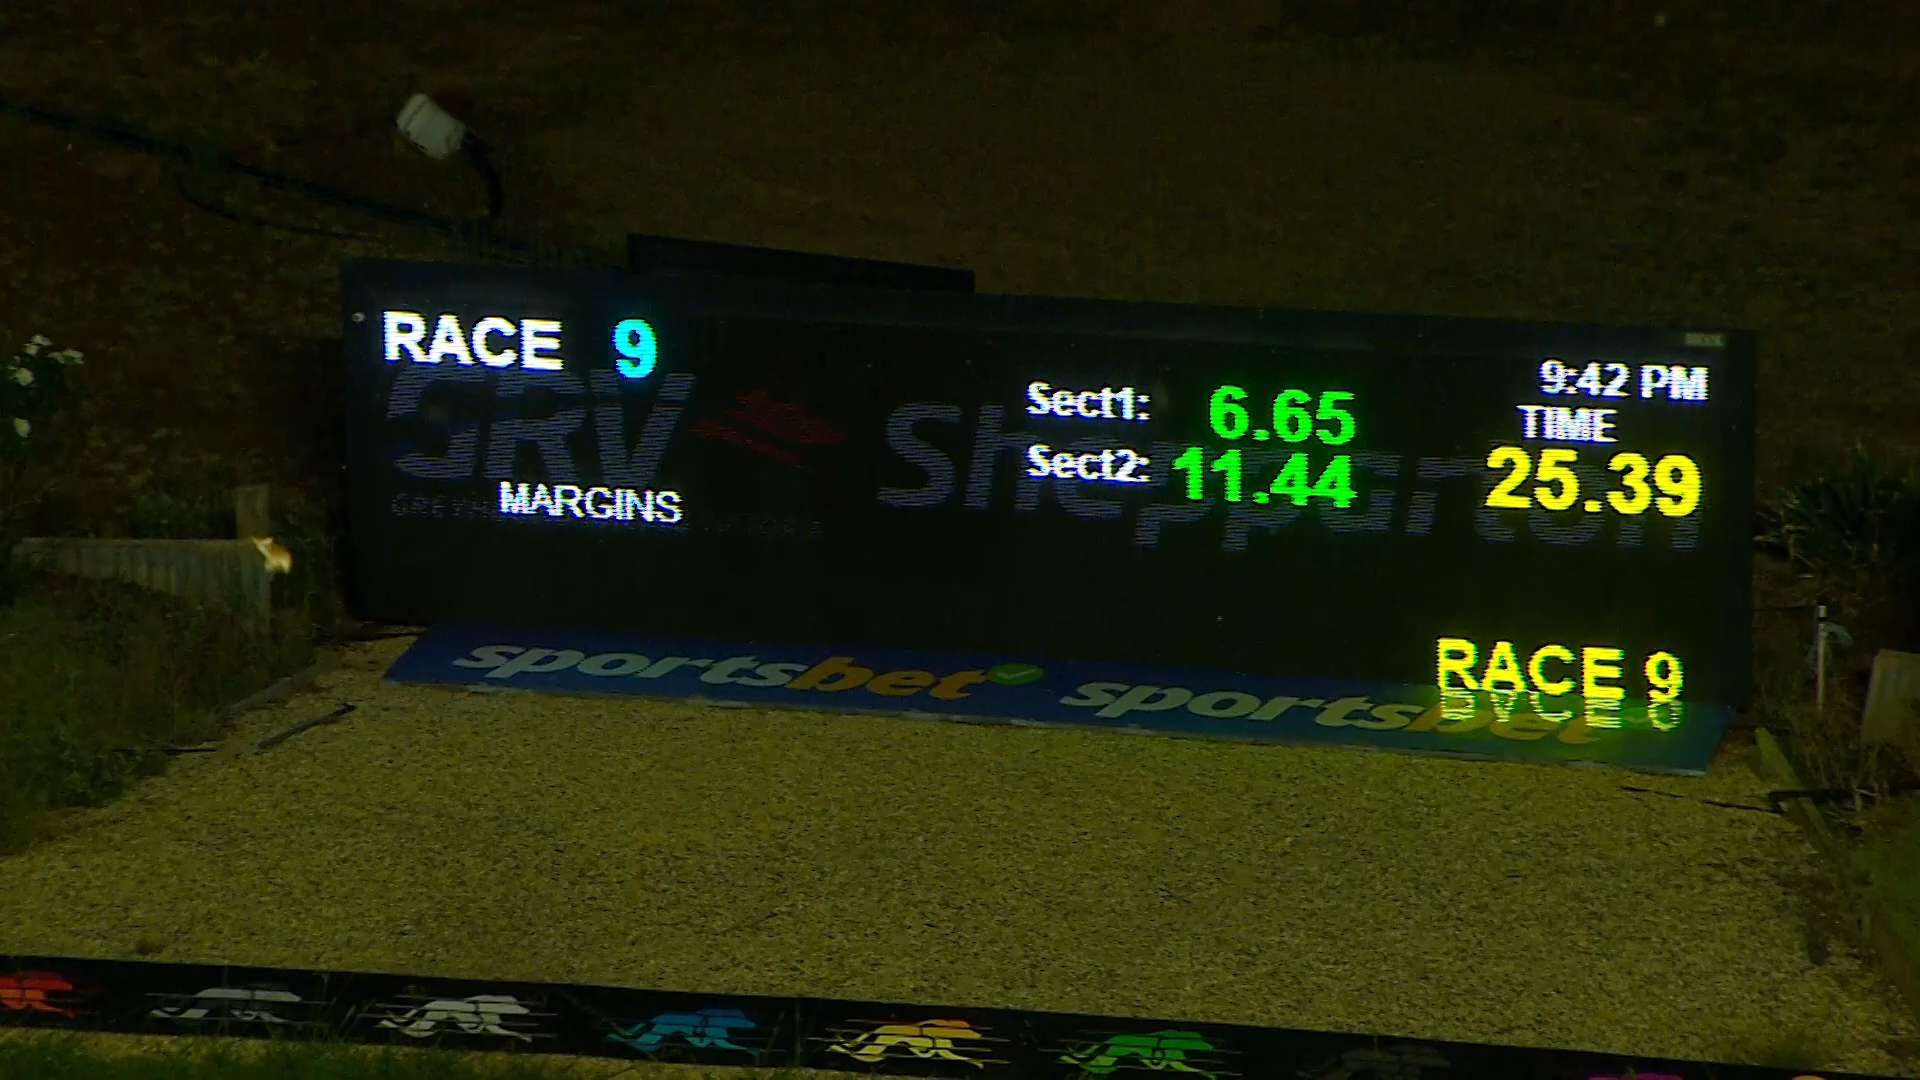 RACE 9
GRV
Shepparton
MARGINS
Sect1: 6.65
Sect2: 11.44
9:42 PM
TIME
25.39
RACE 9
sportsbet sportsbet